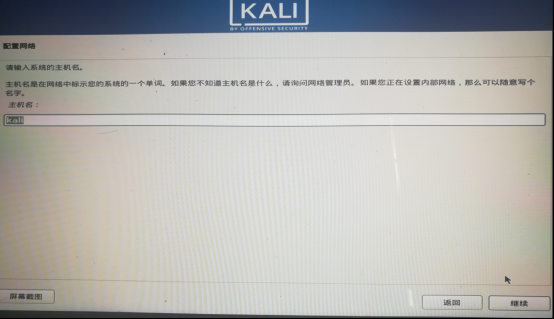 KALI
BY OFFENSIVE SECURITY
配置网络
请输入系统的主机名。
主机名是在网络中标示您的系统的一个单词。如果您不知道主机名是什么，请询问网络管理员。如果您正在设置内部网络，那么可以随意写个
名字。
主机名：
kali
屏幕截图
返回
继续